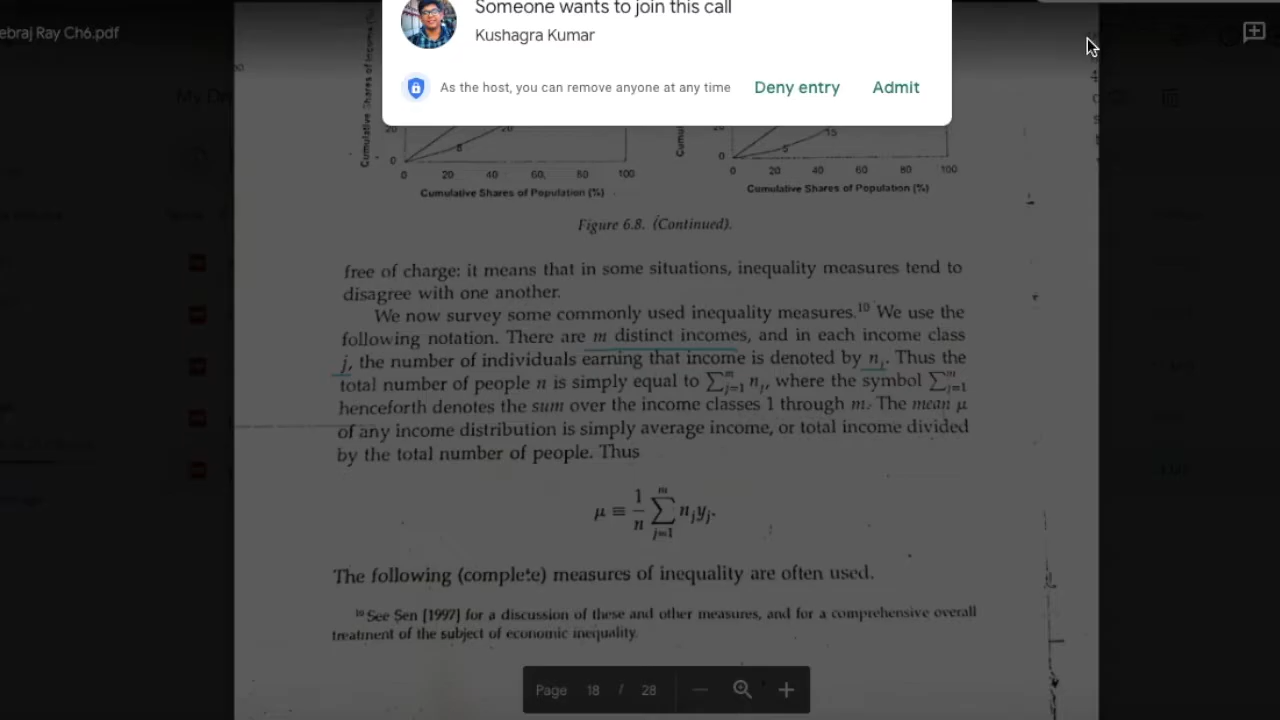 Someone wants to join this call
ebraj Ray Ch6.pdf
Kushagra Kumar
As the host, you can remove anyone at any time
Deny entry
Admit
Cumulative Shares of Income (%)
20 20
0
0 20 40 60 80 100
Cumulative Shares of Population (%)
15
0
0 20 40 60 80 100
Cumulative Shares of Population (%)
Figure 6.8. (Continued).
free of charge: it means that in some situations, inequality measures tend to
disagree with one another.
We now survey some commonly used inequality measures.¹⁰ We use the
following notation. There are m distinct incomes, and in each income class
j, the number of individuals earning that income is denoted by nⱼ. Thus the
total number of people n is simply equal to ∑ᵐⱼ₌₁ nⱼ, where the symbol ∑ᵐⱼ₌₁
henceforth denotes the sum over the income classes 1 through m. The mean μ
of any income distribution is simply average income, or total income divided
by the total number of people. Thus
μ ≡ 1/n ∑ᵐⱼ₌₁ nⱼyⱼ.
The following (complete) measures of inequality are often used.
¹⁰ See Sen [1997] for a discussion of these and other measures, and for a comprehensive overall
treatment of the subject of economic inequality.
Page 18 / 28